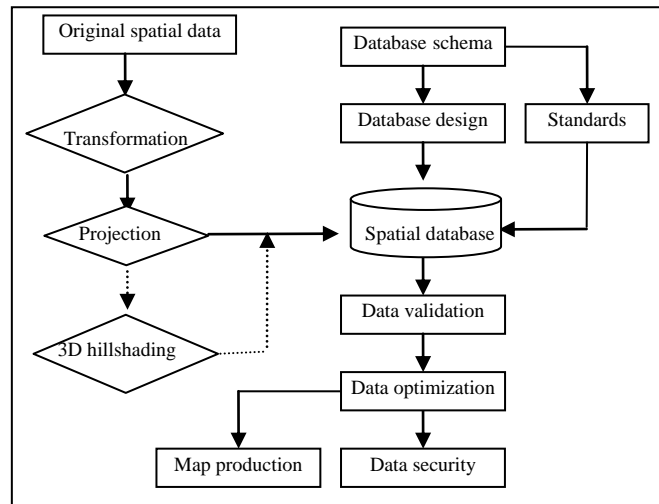 Original spatial data
Database schema
Transformation
Database design
Standards
Projection
Spatial database
Data validation
3D hillshading
Data optimization
Map production
Data security